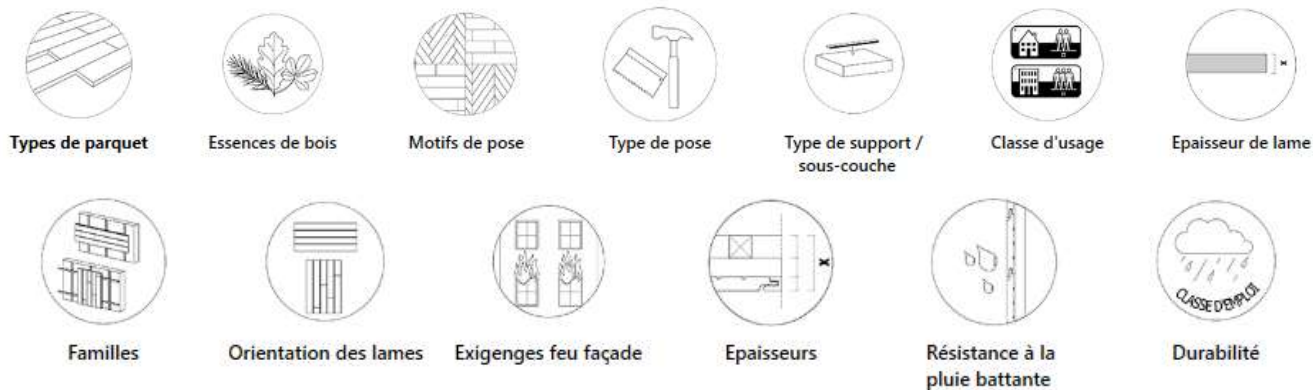 Types de parquet
Essences de bois
Motifs de pose
Type de pose
Type de support /
sous-couche
Classe d'usage
x
Epaisseur de lame
x
CLASSE D'EMPLOI
Familles
Orientation des lames
Exigenges feu façade
Epaisseurs
Résistance à la
pluie battante
Durabilité